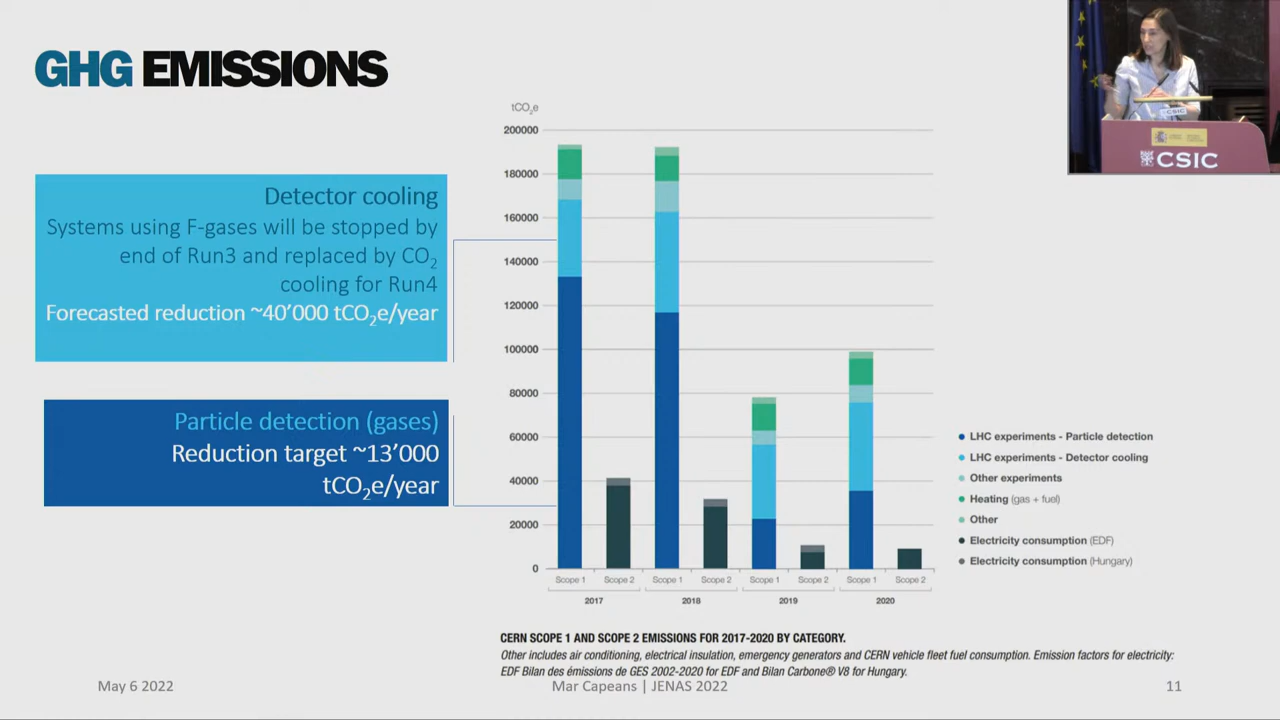 GHG EMISSIONS
Detector cooling
Systems using F-gases will be stopped by
end of Run3 and replaced by CO₂
cooling for Run4
Forecasted reduction ~40’000 tCO₂e/year
Particle detection (gases)
Reduction target ~13’000
tCO₂e/year
tCO₂e
200000
180000
160000
140000
120000
100000
80000
60000
40000
20000
0
Scope 1 Scope 2 Scope 1 Scope 2 Scope 1 Scope 2 Scope 1 Scope 2
2017 2018 2019 2020
LHC experiments - Particle detection
LHC experiments - Detector cooling
Other experiments
Heating (gas + fuel)
Other
Electricity consumption (EDF)
Electricity consumption (Hungary)
CERN SCOPE 1 AND SCOPE 2 EMISSIONS FOR 2017-2020 BY CATEGORY.
Other includes air conditioning, electrical insulation, emergency generators and CERN vehicle fleet fuel consumption. Emission factors for electricity:
EDF Bilan des émissions de GES 2002-2020 for EDF and Bilan Carbone® V8 for Hungary.
May 6 2022 Mar Capeans | JENAS 2022 11
CSIC
CSIC